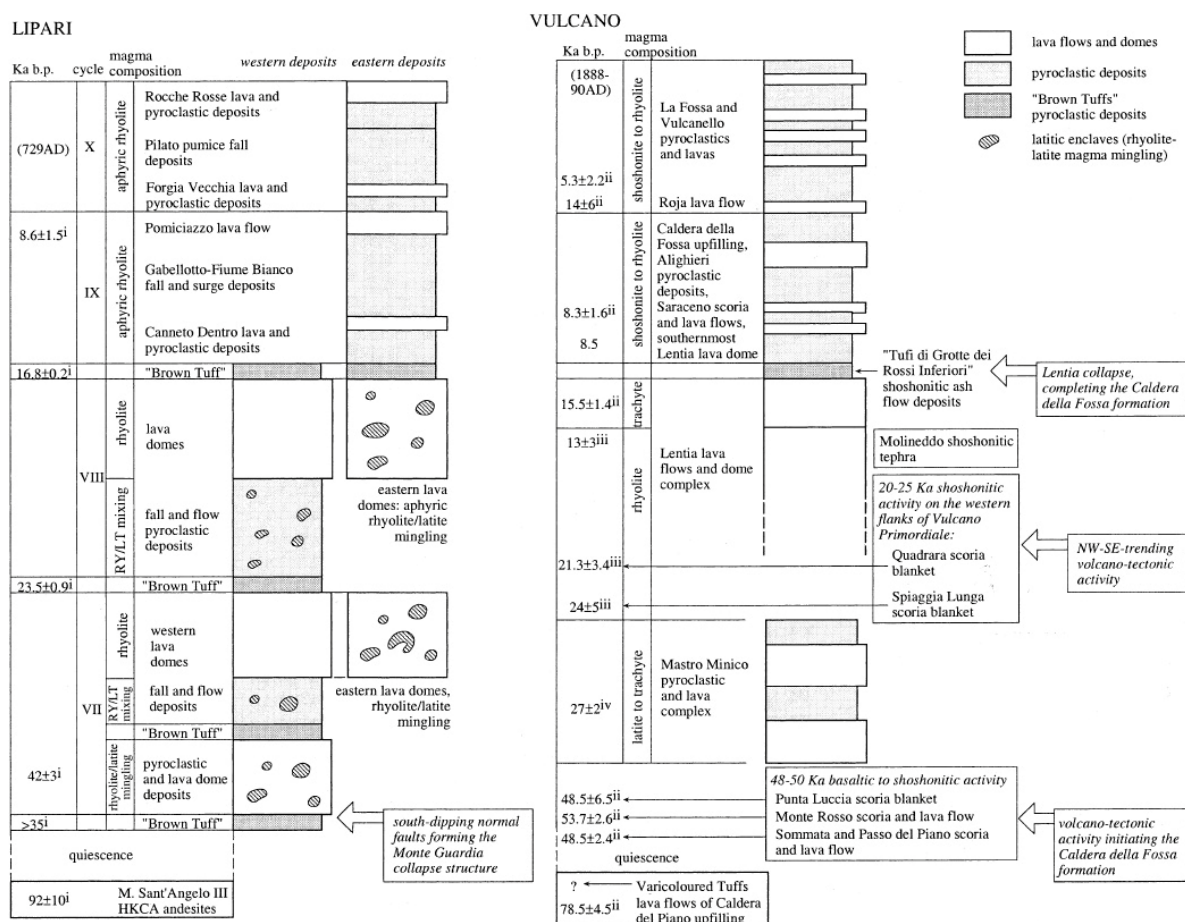 LIPARI
Ka b.p.
cycle
magma
composition
western deposits
eastern deposits
(729AD)
X
aphyric rhyolite
Rocche Rosse lava and
pyroclastic deposits
Pilato pumice fall
deposits
Forgia Vecchia lava and
pyroclastic deposits
8.6±1.5i
IX
aphyric rhyolite
Pomiciazzo lava flow
Gabellotto-Fiume Bianco
fall and surge deposits
Canneto Dentro lava and
pyroclastic deposits
16.8±0.2i
"Brown Tuff"
VIII
rhyolite
lava
domes
RY/LT mixing
fall and flow
pyroclastic
deposits
eastern lava
domes: aphyric
rhyolite/latite
mingling
23.5±0.9i
"Brown Tuff"
VII
rhyolite
western
lava
domes
RY/LT mixing
fall and flow
deposits
eastern lava domes,
rhyolite/latite
mingling
"Brown Tuff"
42±3i
rhyolite/latite
mingling
pyroclastic
and lava dome
deposits
>35i
"Brown Tuff"
south-dipping normal
faults forming the
Monte Guardia
collapse structure
quiescence
92±10i
M. Sant'Angelo III
HKCA andesites
VULCANO
Ka b.p.
magma
composition
(1888-
90AD)
shoshonite to rhyolite
La Fossa and
Vulcanello
pyroclastics
and lavas
5.3±2.2ii
14±6ii
Roja lava flow
shoshonite to rhyolite
Caldera della
Fossa upfilling,
Alighieri
pyroclastic
deposits,
Saraceno scoria
and lava flows,
southernmost
Lentia lava dome
8.3±1.6ii
8.5
"Tufi di Grotte dei
Rossi Inferiori"
shoshonitic ash
flow deposits
Lentia collapse,
completing the Caldera
della Fossa formation
15.5±1.4ii
trachyte
13±3iii
rhyolite
Lentia lava
flows and dome
complex
Molineddo shoshonitic
tephra
20-25 Ka shoshonitic
activity on the western
flanks of Vulcano
Primordiale:
Quadrara scoria
blanket
Spiaggia Lunga
scoria blanket
NW-SE-trending
volcano-tectonic
activity
21.3±3.4iii
24±5iii
27±2iv
latite to trachyte
Mastro Minico
pyroclastic
and lava
complex
48-50 Ka basaltic to shoshonitic activity
48.5±6.5ii
Punta Luccia scoria blanket
53.7±2.6ii
Monte Rosso scoria and lava flow
48.5±2.4ii
Sommata and Passo del Piano scoria
and lava flow
volcano-tectonic
activity initiating the
Caldera della Fossa
formation
quiescence
?
78.5±4.5ii
Varicoloured Tuffs
lava flows of Caldera
del Piano upfilling
lava flows and domes
pyroclastic deposits
"Brown Tuffs"
pyroclastic deposits
latitic enclaves (rhyolite-
latite magma mingling)